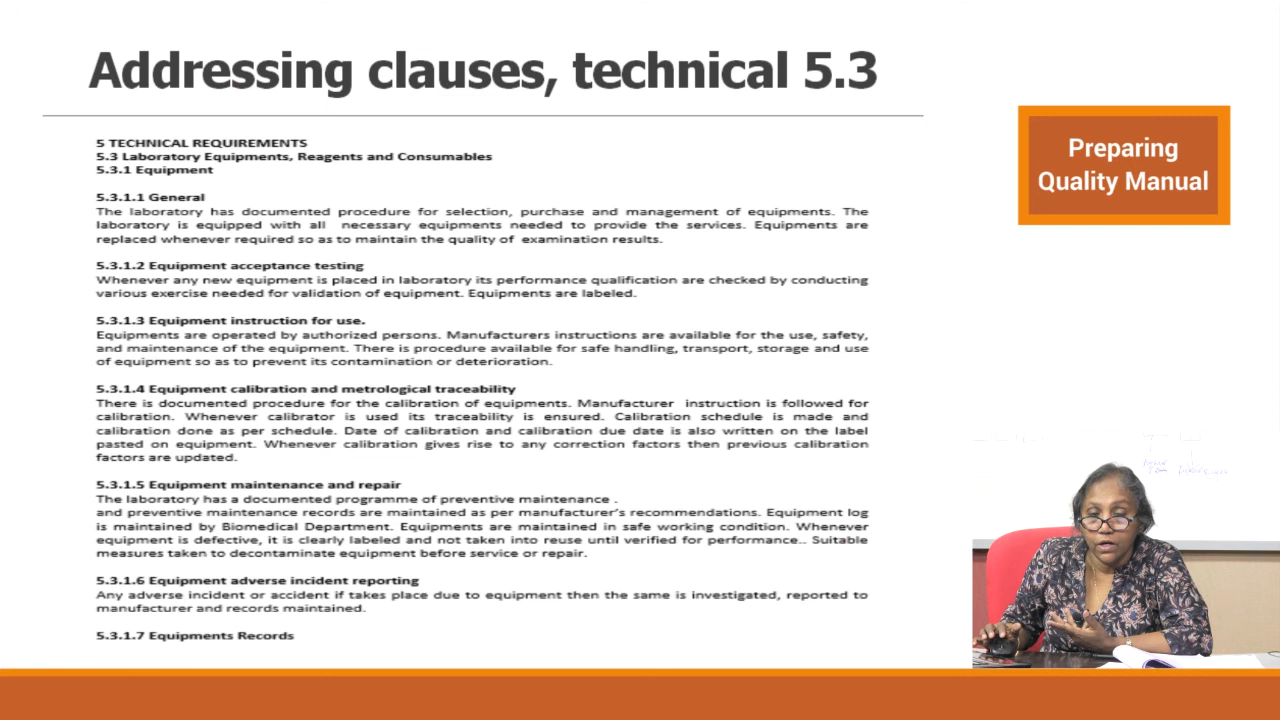 Addressing clauses, technical 5.3
Preparing
Quality Manual
5 TECHNICAL REQUIREMENTS
5.3 Laboratory Equipments, Reagents and Consumables
5.3.1 Equipment
5.3.1.1 General
The laboratory has documented procedure for selection, purchase and management of equipments. The
laboratory is equipped with all necessary equipments needed to provide the services. Equipments are
replaced whenever required so as to maintain the quality of examination results.
5.3.1.2 Equipment acceptance testing
Whenever any new equipment is placed in laboratory its performance qualification are checked by conducting
various exercise needed for validation of equipment. Equipments are labeled.
5.3.1.3 Equipment instruction for use.
Equipments are operated by authorized persons. Manufacturers instructions are available for the use, safety,
and maintenance of the equipment. There is procedure available for safe handling, transport, storage and use
of equipment so as to prevent its contamination or deterioration.
5.3.1.4 Equipment calibration and metrological traceability
There is documented procedure for the calibration of equipments. Manufacturer instruction is followed for
calibration. Whenever calibrator is used its traceability is ensured. Calibration schedule is made and
calibration done as per schedule. Date of calibration and calibration due date is also written on the label
pasted on equipment. Whenever calibration gives rise to any correction factors then previous calibration
factors are updated.
5.3.1.5 Equipment maintenance and repair
The laboratory has a documented programme of preventive maintenance .
and preventive maintenance records are maintained as per manufacturer's recommendations. Equipment log
is maintained by Biomedical Department. Equipments are maintained in safe working condition. Whenever
equipment is defective, it is clearly labeled and not taken into reuse until verified for performance.. Suitable
measures taken to decontaminate equipment before service or repair.
5.3.1.6 Equipment adverse incident reporting
Any adverse incident or accident if takes place due to equipment then the same is investigated, reported to
manufacturer and records maintained.
5.3.1.7 Equipments Records